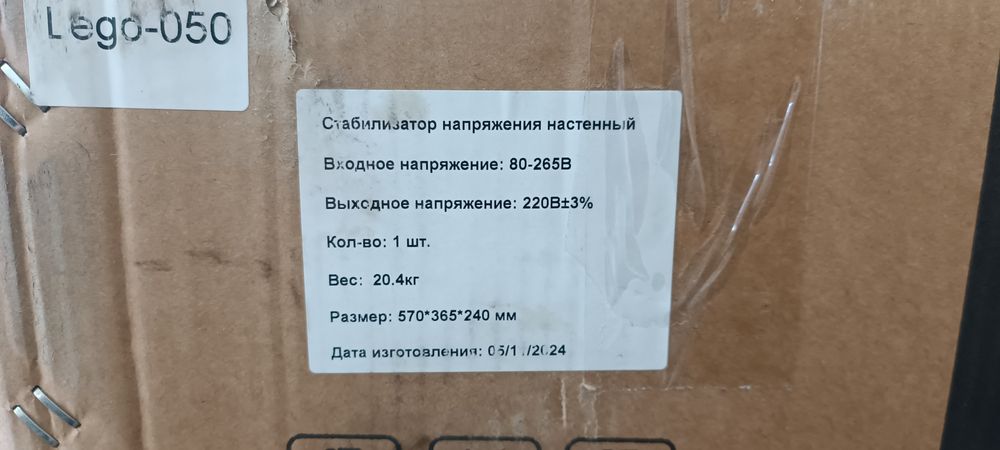 Lego-050
Стабилизатор напряжения настенный
Входное напряжение: 80-265В
Выходное напряжение: 220В±3%
Кол-во: 1 шт.
Вес: 20.4кг
Размер: 570*365*240 мм
Дата изготовления: